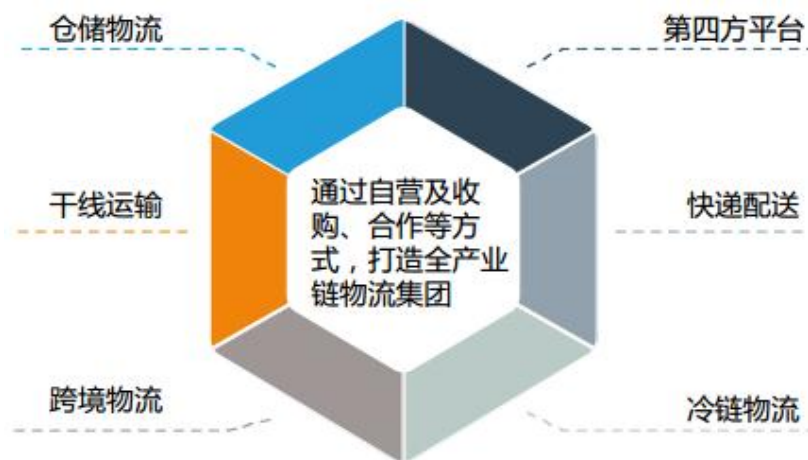 仓储物流
第四方平台
干线运输
通过自营及收
购、合作等方
式，打造全产业
链物流集团
快递配送
跨境物流
冷链物流